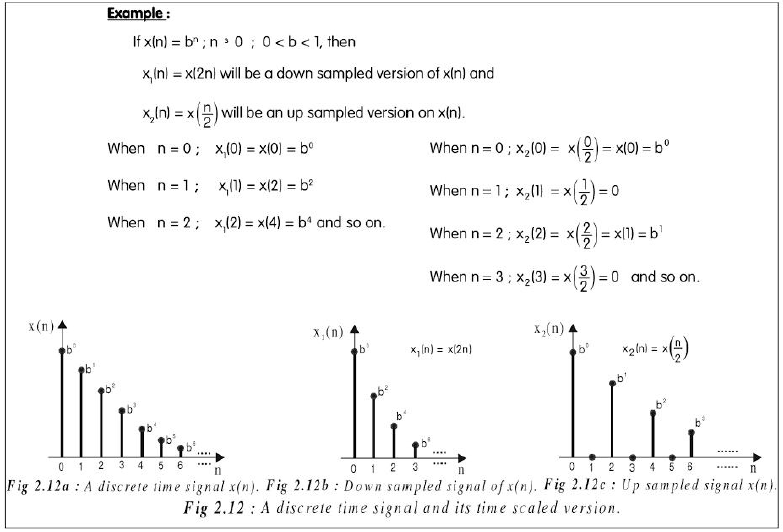 Example :
If x(n) = bⁿ ; n ³ 0 ; 0 < b < 1, then
x₁(n) = x(2n) will be a down sampled version of x(n) and
x₂(n) = x(n/2) will be an up sampled version on x(n).
When n = 0 ; x₁(0) = x(0) = b⁰
When n = 1 ; x₁(1) = x(2) = b²
When n = 2 ; x₁(2) = x(4) = b⁴ and so on.
When n = 0 ; x₂(0) = x(0/2) = x(0) = b⁰
When n = 1 ; x₂(1) = x(1/2) = 0
When n = 2 ; x₂(2) = x(2/2) = x(1) = b¹
When n = 3 ; x₂(3) = x(3/2) = 0 and so on.
x(n)
b⁰
b¹
b²
b³
b⁴
b⁵
b⁶
0 1 2 3 4 5 6 n
Fig 2.12a : A discrete time signal x(n).
x₁(n)
x₁(n) = x(2n)
b²
b⁴
0 1 2 3 n
Fig 2.12b : Down sampled signal of x(n).
x₂(n)
x₂(n) = x(n/2)
b⁰
b¹
b²
b³
0 1 2 3 4 5 6 n
Fig 2.12c : Up sampled signal x(n).
Fig 2.12 : A discrete time signal and its time scaled version.